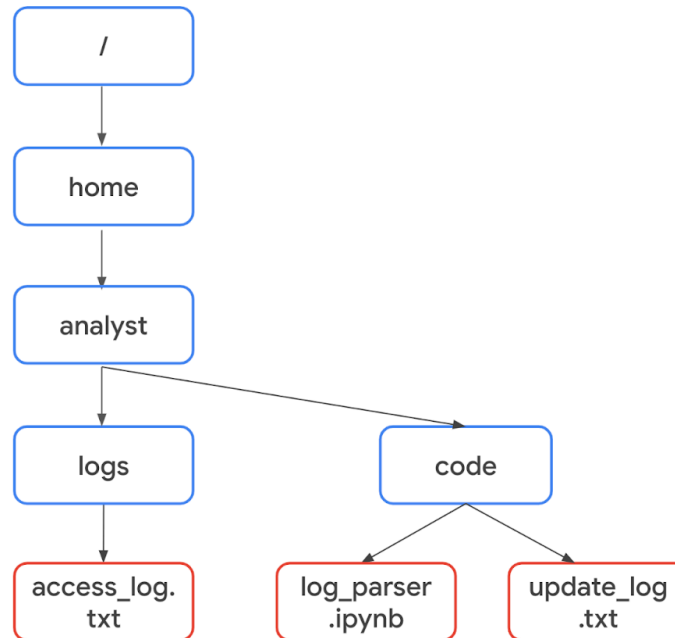 /
home
analyst
logs
code
access_log.
txt
log_parser
.ipynb
update_log
.txt